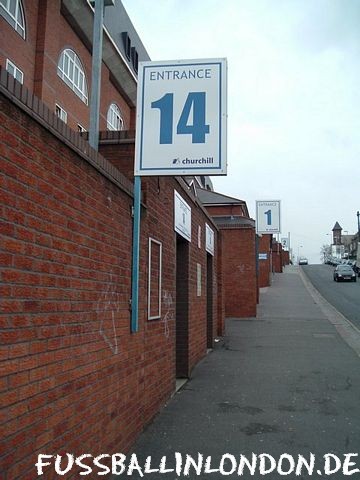 ENTRANCE
14
churchill
ENTRANCE
1
FUSSBALLINLONDON.DE